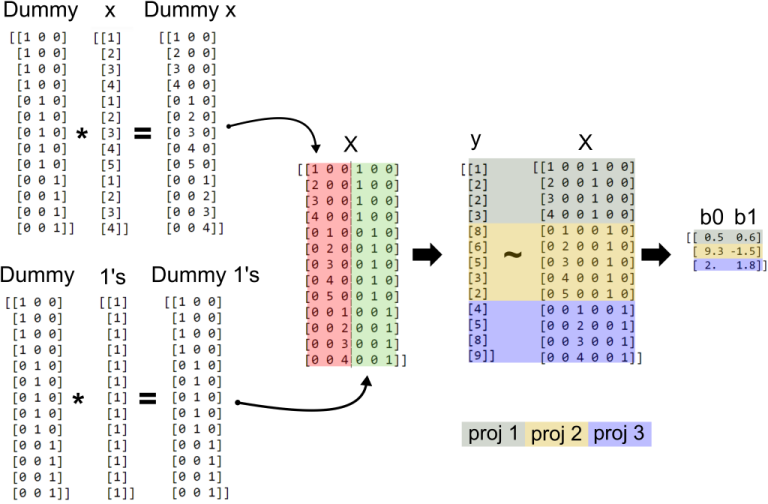 Dummy x Dummy x
[[1 0 0] [[1] [[1 0 0]
[1 0 0] [2] [2 0 0]
[1 0 0] [3] [3 0 0]
[1 0 0] [4] [4 0 0]
[0 1 0] [1] [0 1 0]
[0 1 0] [2] [0 2 0]
[0 1 0] * [3] = [0 3 0]
[0 1 0] [4] [0 4 0]
[0 1 0] [5] [0 5 0]
[0 0 1] [1] [0 0 1]
[0 0 1] [2] [0 0 2]
[0 0 1] [3] [0 0 3]
[0 0 1]] [4]] [0 0 4]]
Dummy 1's Dummy 1's
[[1 0 0] [[1] [[1 0 0]
[1 0 0] [1] [1 0 0]
[1 0 0] [1] [1 0 0]
[1 0 0] [1] [1 0 0]
[0 1 0] [1] [0 1 0]
[0 1 0] [1] [0 1 0]
[0 1 0] * [1] = [0 1 0]
[0 1 0] [1] [0 1 0]
[0 1 0] [1] [0 1 0]
[0 0 1] [1] [0 0 1]
[0 0 1] [1] [0 0 1]
[0 0 1] [1] [0 0 1]
[0 0 1]] [1]] [0 0 1]]
X
[[1 0 0 1 0 0]
[2 0 0 1 0 0]
[3 0 0 1 0 0]
[4 0 0 1 0 0]
[0 1 0 0 1 0]
[0 2 0 0 1 0]
[0 3 0 0 1 0]
[0 4 0 0 1 0]
[0 5 0 0 1 0]
[0 0 1 0 0 1]
[0 0 2 0 0 1]
[0 0 3 0 0 1]
[0 0 4 0 0 1]]
y X
[[1] [[1 0 0 1 0 0]
[2] [2 0 0 1 0 0]
[2] [3 0 0 1 0 0]
[3] [4 0 0 1 0 0]
[8] [0 1 0 0 1 0]
[6] [0 2 0 0 1 0]
[5] ~ [0 3 0 0 1 0]
[3] [0 4 0 0 1 0]
[2] [0 5 0 0 1 0]
[4] [0 0 1 0 0 1]
[5] [0 0 2 0 0 1]
[8] [0 0 3 0 0 1]
[9]] [0 0 4 0 0 1]]
b0 b1
[[ 0.5 0.6]
[ 9.3 -1.5]
[ 2. 1.8]]
proj 1 proj 2 proj 3